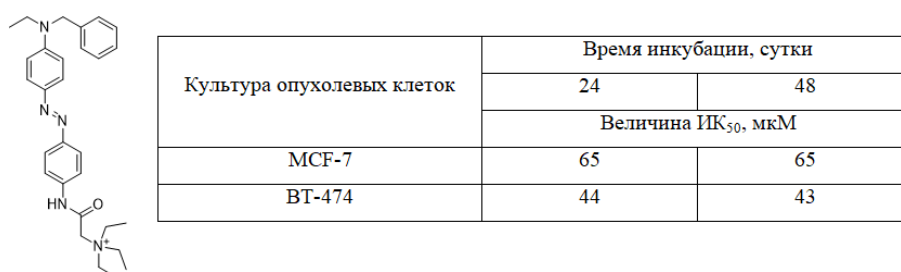 N
N
N
HN
O
N+
Время инкубации, сутки
Культура опухолевых клеток
24
48
Величина ИК50, мкМ
MCF-7
65
65
BT-474
44
43